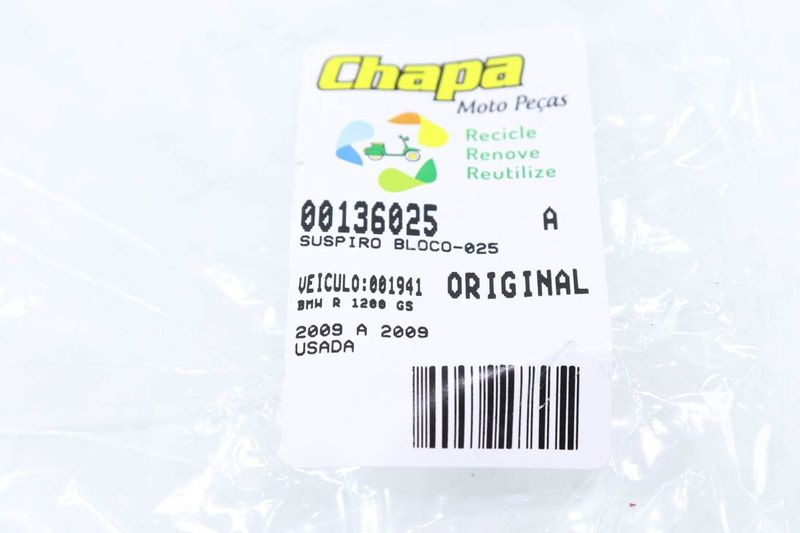 Chapa
Moto Peças
Recicle
Renove
Reutilize
00136025 A
SUSPIRO BLOCO-025
VEICULO:001941 ORIGINAL
BMW R 1200 GS
2009 A 2009
USADA